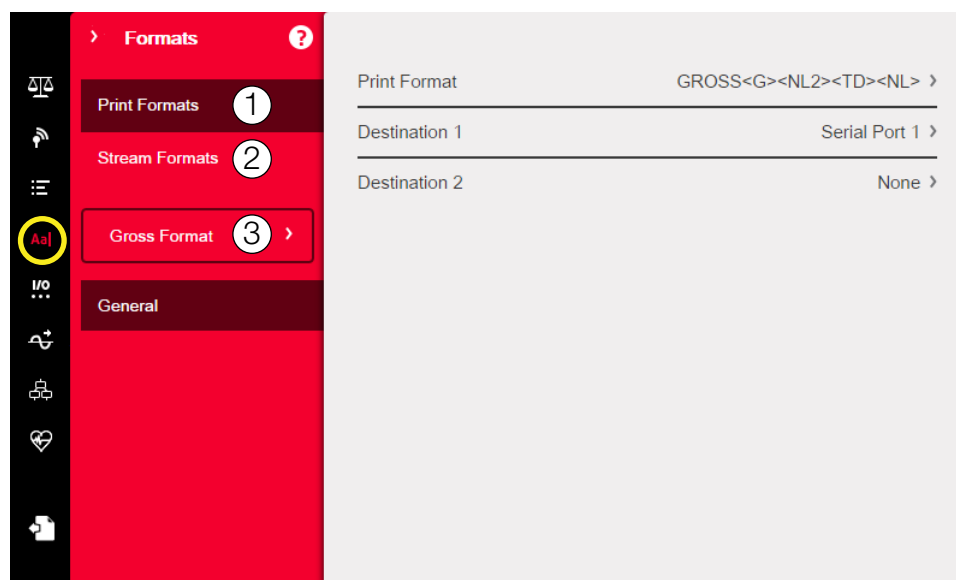 Formats ?
Print Formats 1
Stream Formats 2
Aa
Gross Format 3
I/O
General
Print Format GROSS<G><NL2><TD><NL>
Destination 1 Serial Port 1
Destination 2 None